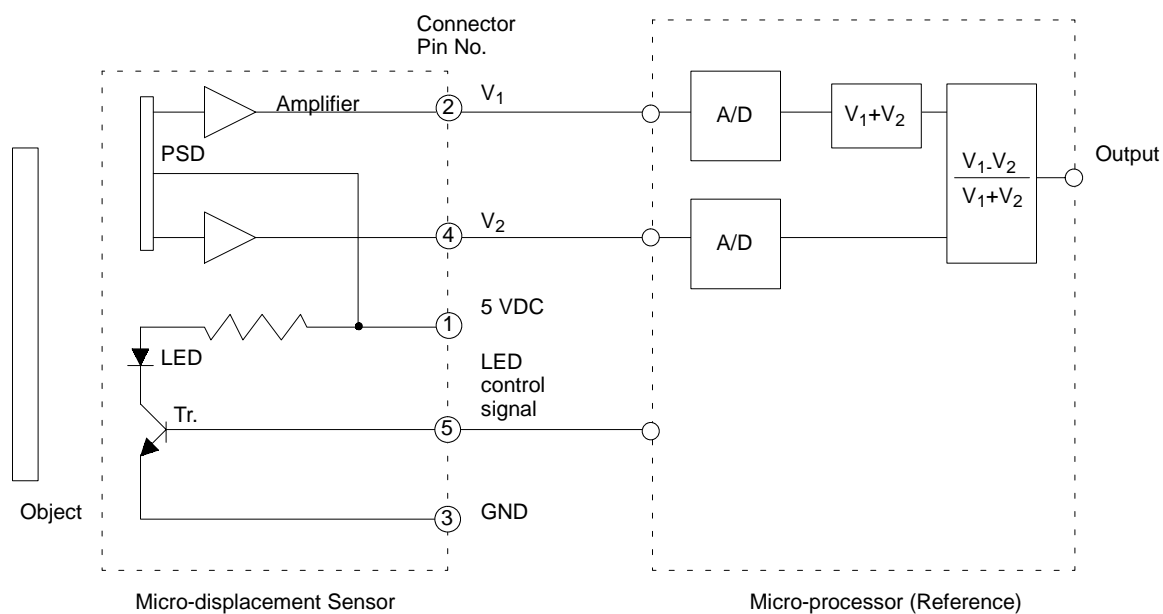 Connector
Pin No.
Amplifier
2
V1
A/D
V1+V2
PSD
V1-V2
V1+V2
Output
4
V2
A/D
5 VDC
1
LED
LED
control
signal
Tr.
5
Object
3
GND
Micro-displacement Sensor
Micro-processor (Reference)